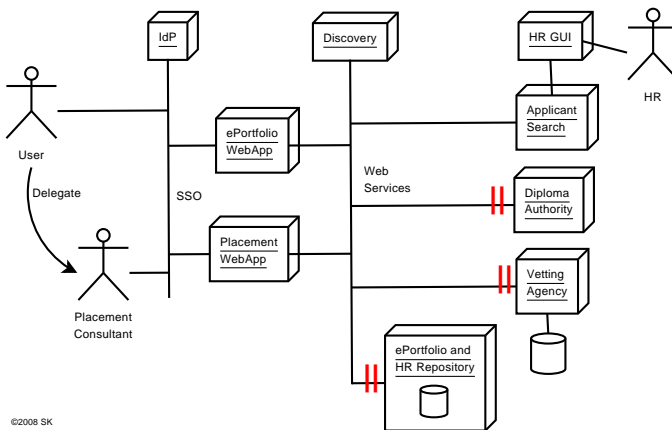 IdP
Discovery
HR GUI
HR
User
ePortfolio
WebApp
Applicant
Search
Delegate
SSO
Web
Services
Diploma
Authority
Placement
WebApp
Vetting
Agency
Placement
Consultant
ePortfolio and
HR Repository
©2008 SK